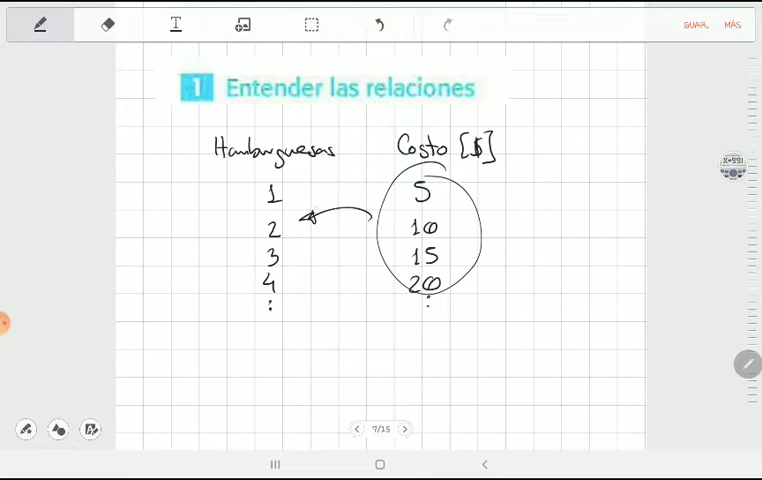 T
GUAR. MÁS
1 Entender las relaciones
Hamburguesas Costo [$]
1 5
2 10
3 15
4 20
: :
7/15